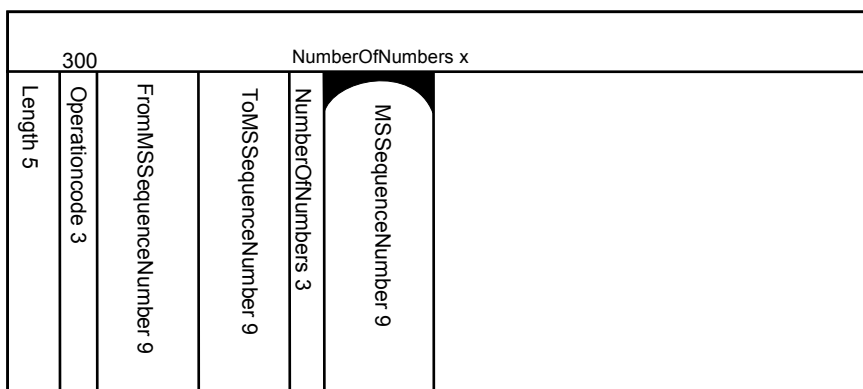 300
NumberOfNumbers x
Length 5
Operationcode 3
FromMSSequenceNumber 9
ToMSSequenceNumber 9
NumberOfNumbers 3
MSSequenceNumber 9